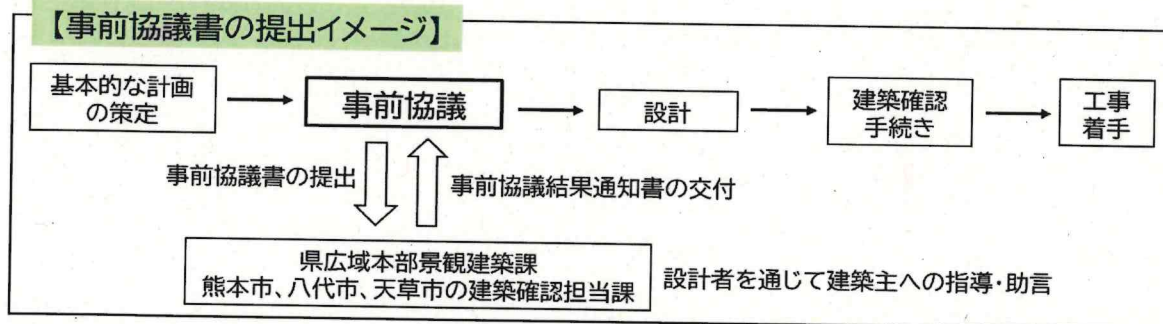 【事前協議書の提出イメージ】
基本的な計画
の策定
事前協議
設計
建築確認
手続き
工事
着手
事前協議書の提出
事前協議結果通知書の交付
県広域本部景観建築課
熊本市、八代市、天草市の建築確認担当課
設計者を通じて建築主への指導・助言